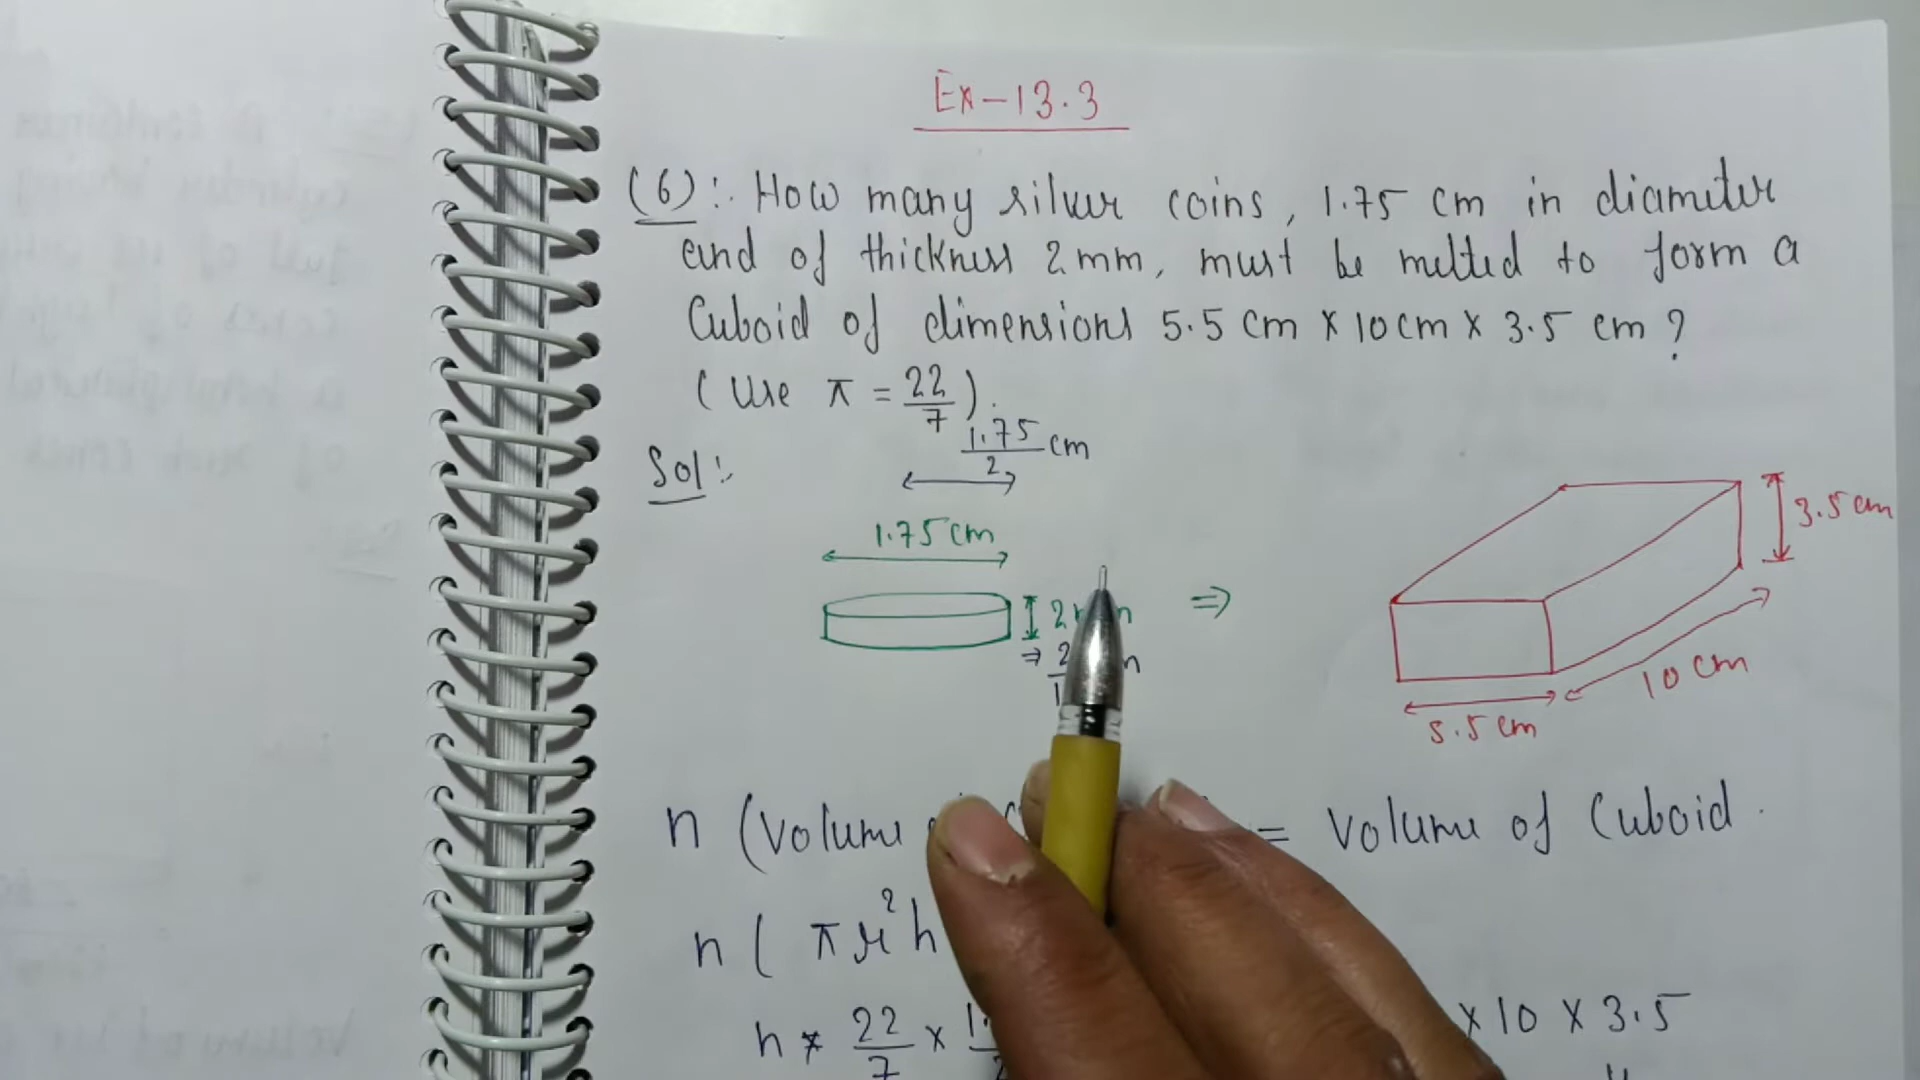 Ex-13.3
(6):. How many silver coins, 1.75 cm in diameter
and of thickness 2mm, must be melted to form a
Cuboid of dimensions 5.5 cm × 10 cm × 3.5 cm ?
(Use π = 22/7).
1.75/2 cm
Sol:
3.5 cm
1.75 cm
⇒
10 cm
5.5 cm
n (Volume = Volume of Cuboid.
n ( πr²h
n × 22/7 × × 10 × 3.5